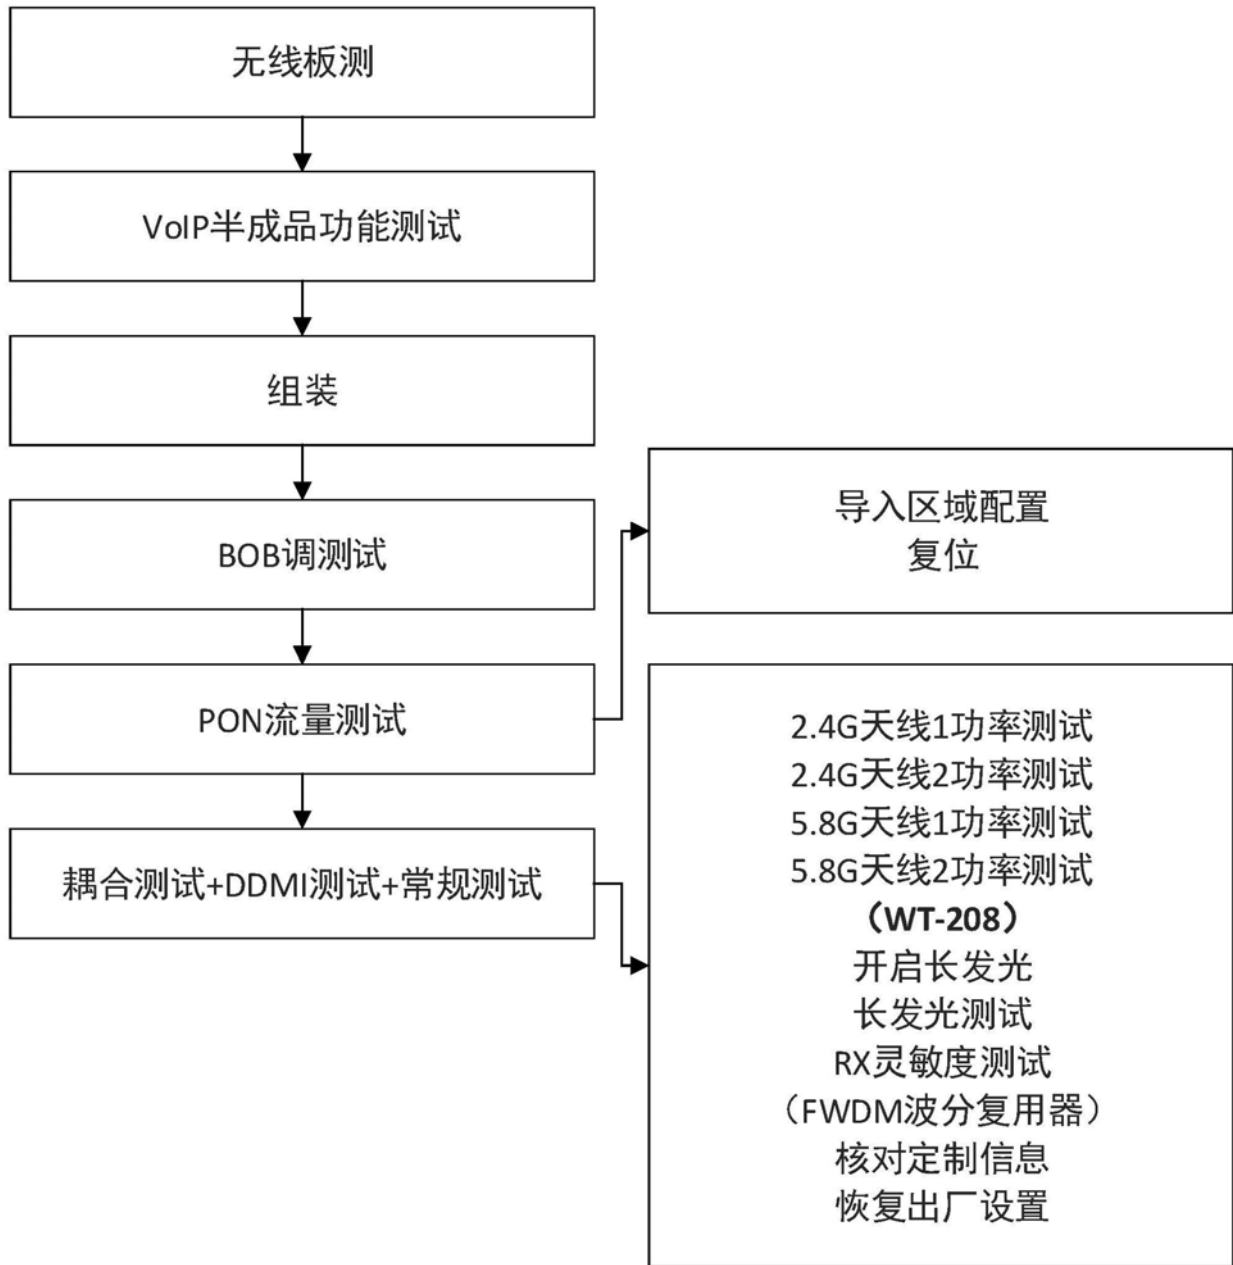 无线板测
VoIP半成品功能测试
组装
BOB调测试
PON流量测试
耦合测试+DDMI测试+常规测试
导入区域配置
复位
2.4G天线1功率测试
2.4G天线2功率测试
5.8G天线1功率测试
5.8G天线2功率测试
（WT-208）
开启长发光
长发光测试
RX灵敏度测试
（FWDM波分复用器）
核对定制信息
恢复出厂设置